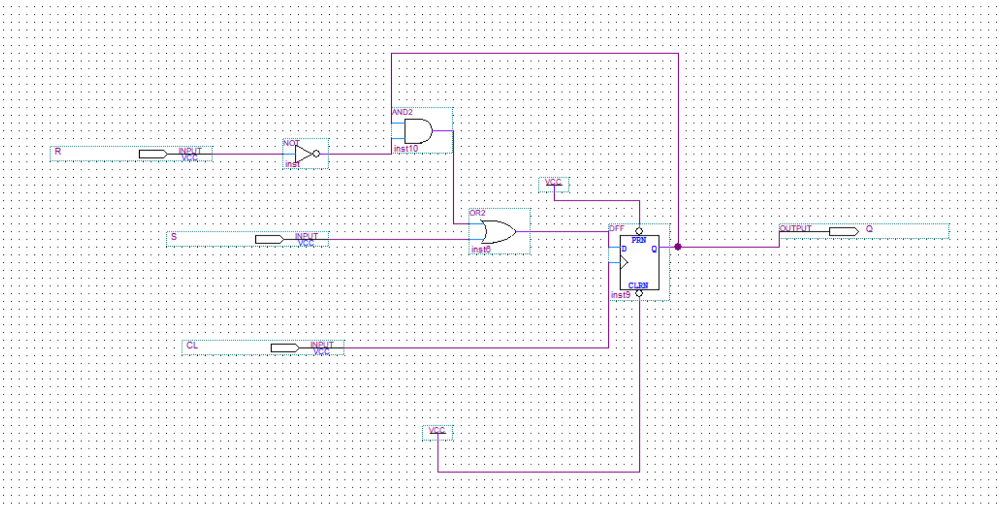 AND2
inst10
R
INPUT
VCC
NOT
inst
VCC
OR2
inst6
S
INPUT
VCC
DFF
PRN
D
Q
CLRN
inst9
OUTPUT
Q
CL
INPUT
VCC
VCC